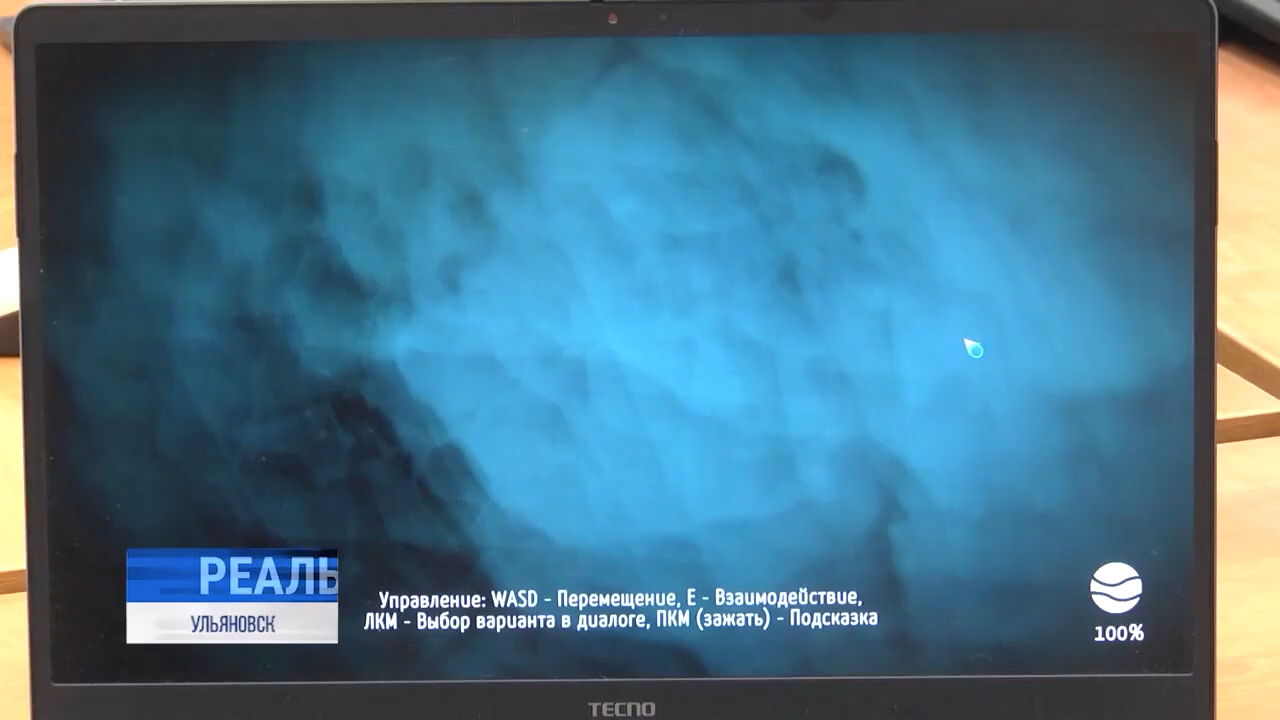 РЕАЛЬ
УЛЬЯНОВСК
Управление: WASD - Перемещение, E - Взаимодействие,
ЛКМ - Выбор варианта в диалоге, ПКМ (зажать) - Подсказка
100%
TECNO